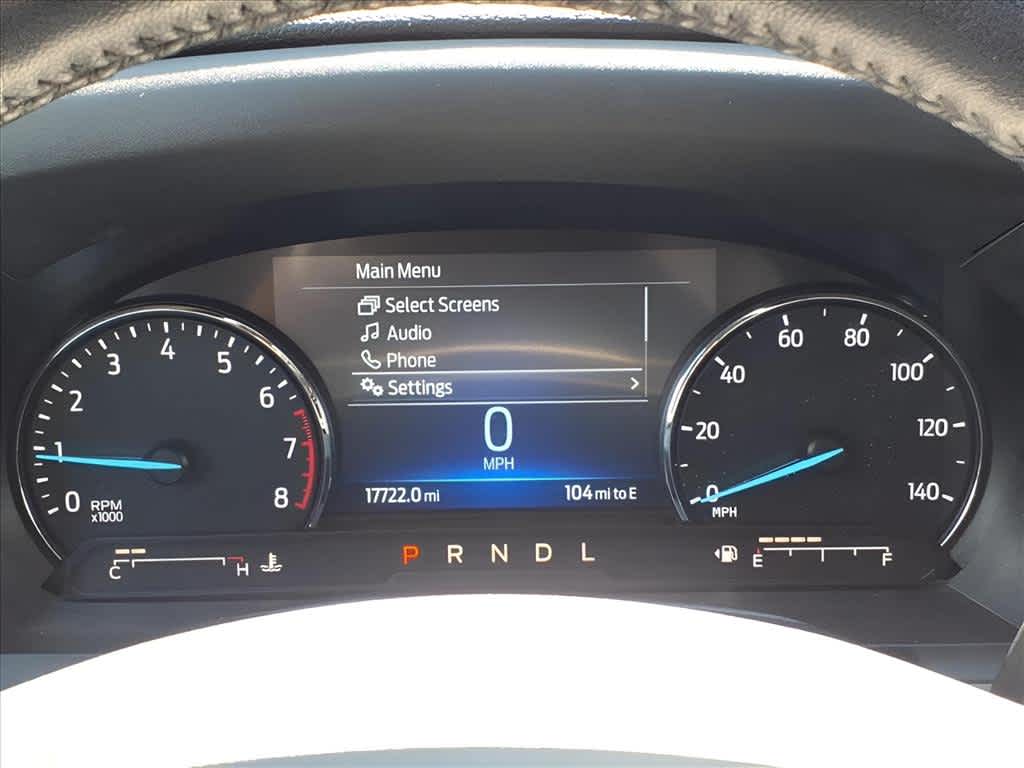 Main Menu
Select Screens
Audio
Phone
Settings
0
MPH
17722.0 mi
104 mi to E
0 1 2 3 4 5 6 7 8
RPM
x1000
0 20 40 60 80 100 120 140
MPH
C H
P R N D L
E F